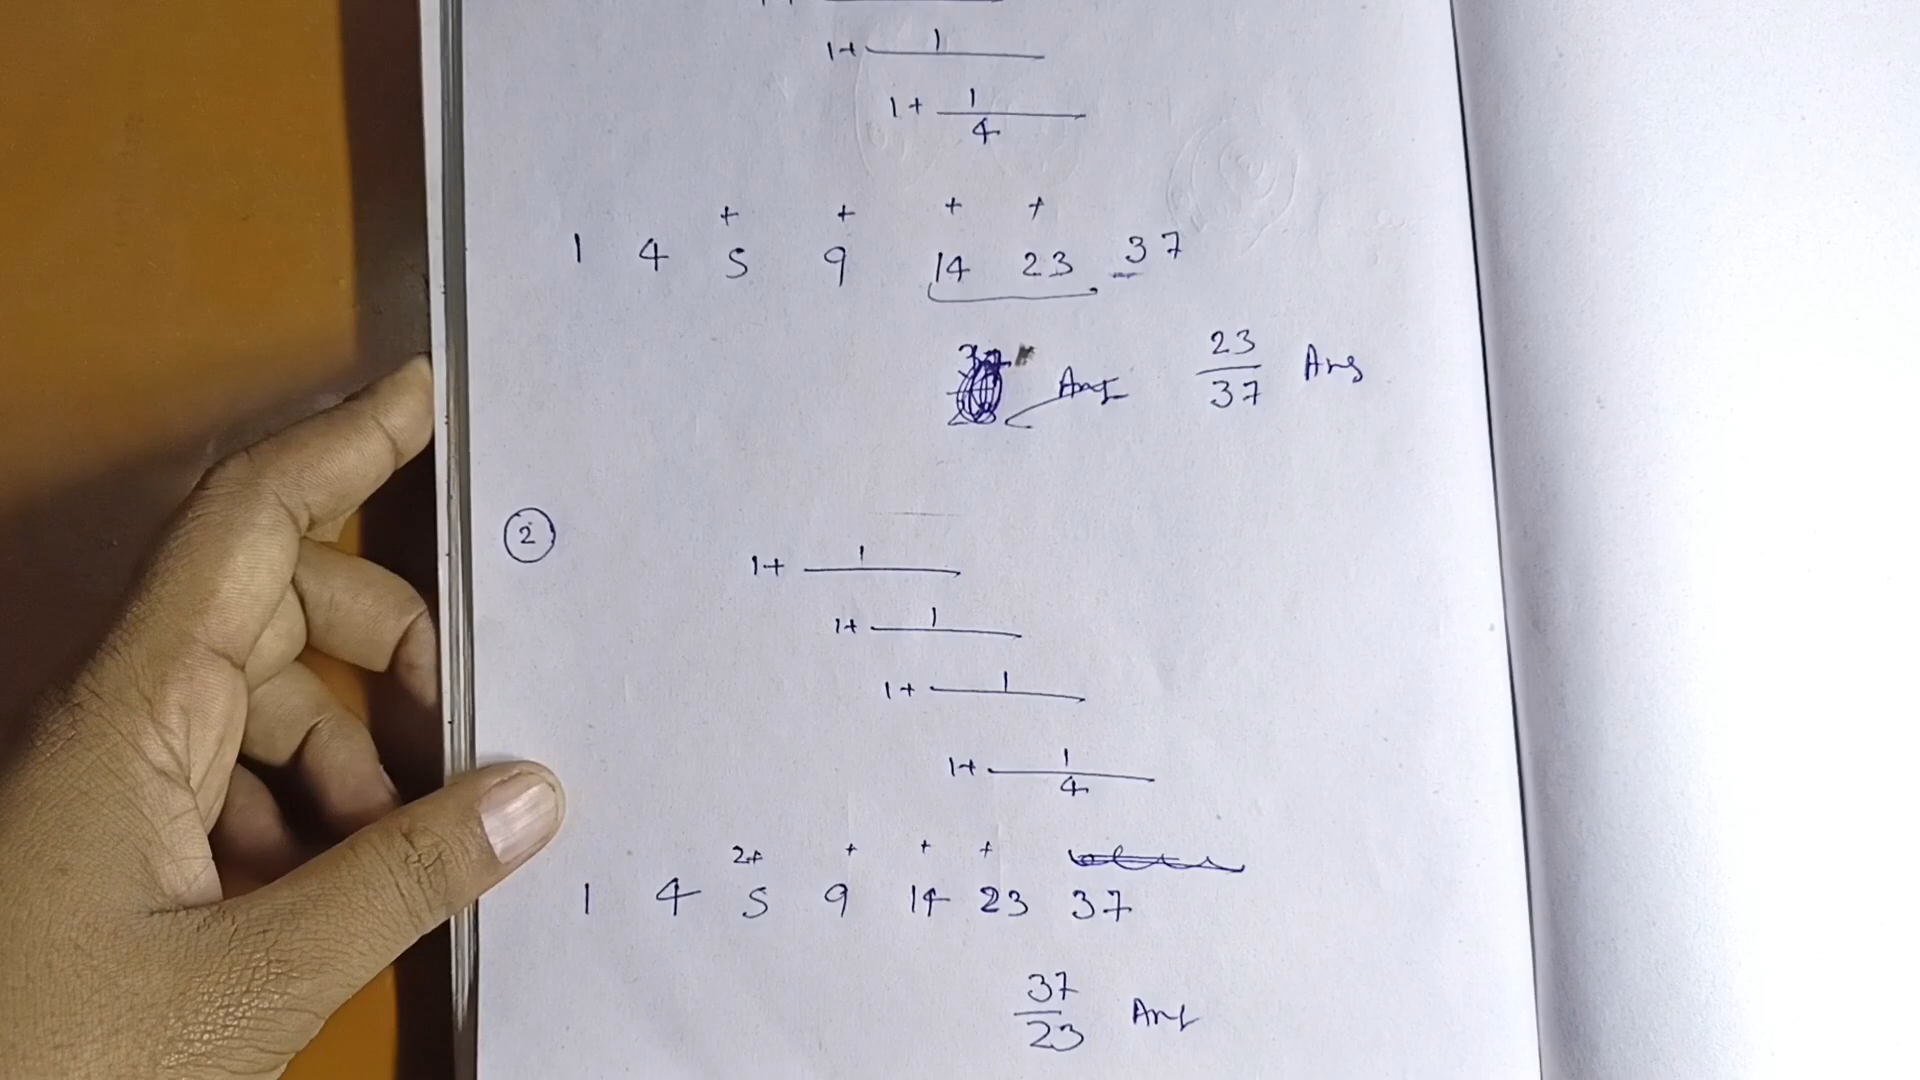 1+ 1
1+ 1
4
+ + + +
1 4 5 9 14 23 37
Ans 23 Ans
37
2
1+ 1
1+ 1
1+ 1
1+ 1
4
2+ + + +
1 4 5 9 14 23 37
37
23 Ans